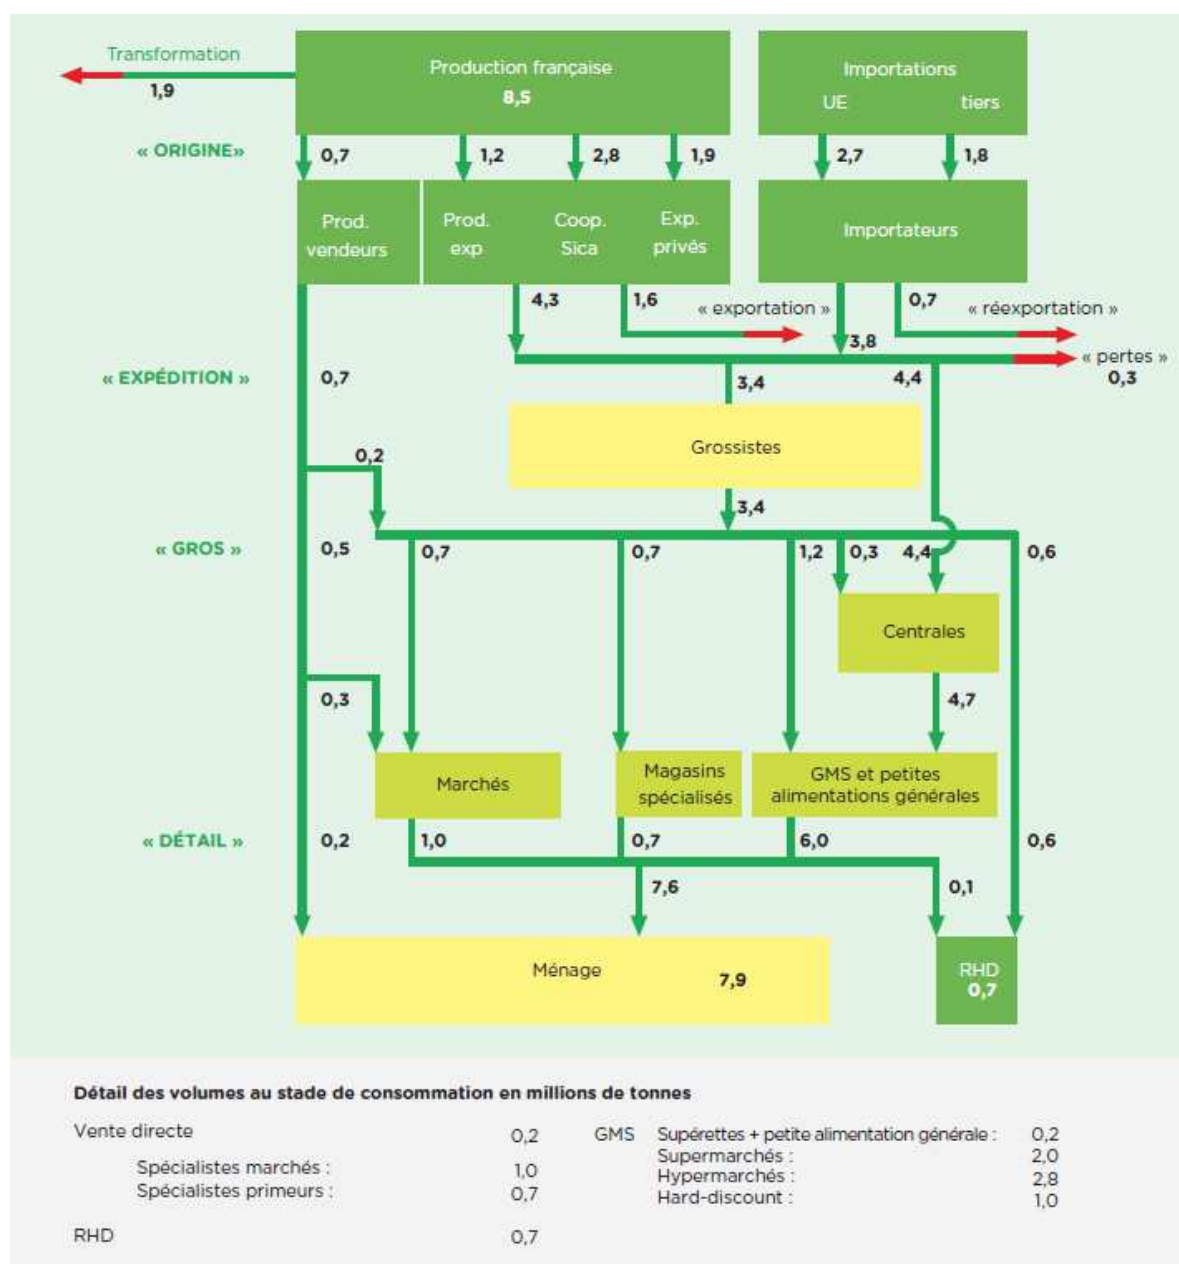 Transformation
1,9
Production française
8,5
Importations
UE tiers
« ORIGINE»
0,7
1,2
2,8
1,9
2,7
1,8
Prod.
vendeurs
Prod.
exp
Coop.
Sica
Exp.
privés
Importateurs
4,3
1,6
« exportation »
0,7
« réexportation »
3,8
« pertes »
0,3
« EXPÉDITION »
0,7
3,4
4,4
Grossistes
0,2
3,4
« GROS »
0,5
0,7
0,7
1,2
0,3
4,4
0,6
Centrales
0,3
4,7
Marchés
Magasins
spécialisés
GMS et petites
alimentations générales
« DÉTAIL »
0,2
1,0
0,7
6,0
0,6
7,6
0,1
Ménage
7,9
RHD
0,7
Détail des volumes au stade de consommation en millions de tonnes
Vente directe 0,2
Spécialistes marchés : 1,0
Spécialistes primeurs : 0,7
RHD 0,7
GMS Supérettes + petite alimentation générale : 0,2
Supermarchés : 2,0
Hypermarchés : 2,8
Hard-discount : 1,0